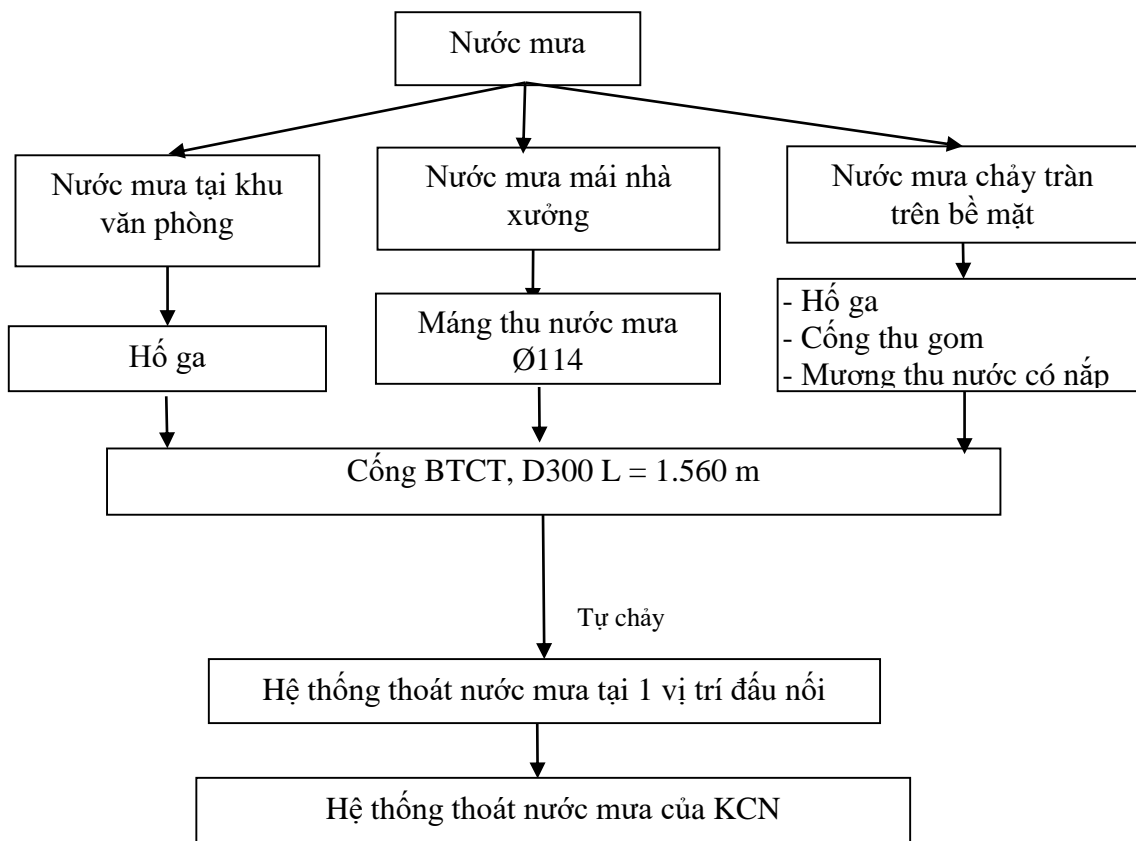 Nước mưa
Nước mưa tại khu
văn phòng
Nước mưa mái nhà
xưởng
Nước mưa chảy tràn
trên bề mặt
Hố ga
Máng thu nước mưa
Ø114
- Hố ga
- Cống thu gom
- Mương thu nước có nắp
Cống BTCT, D300 L = 1.560 m
Tự chảy
Hệ thống thoát nước mưa tại 1 vị trí đấu nối
Hệ thống thoát nước mưa của KCN